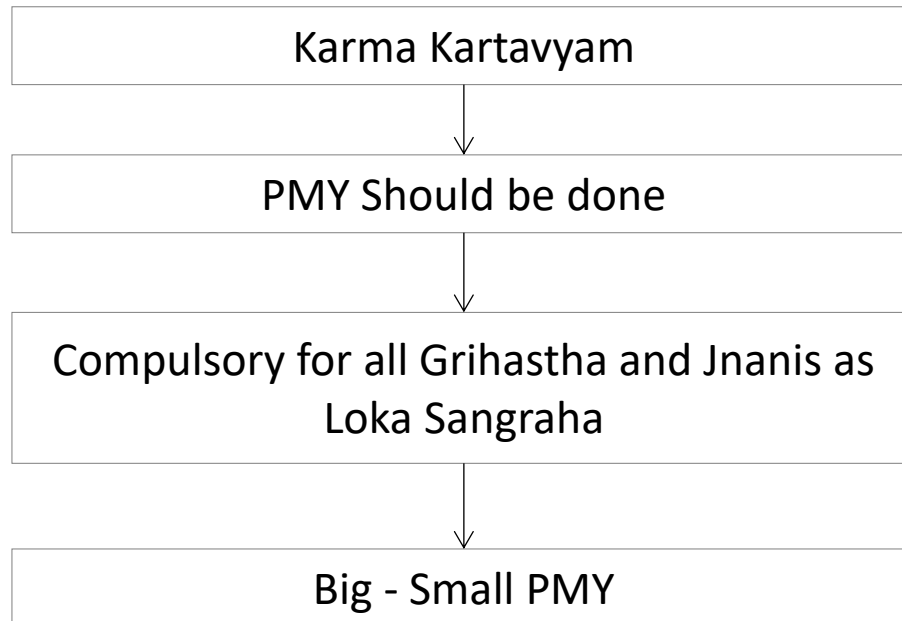 Karma Kartavyam
PMY Should be done
Compulsory for all Grihastha and Jnanis as
Loka Sangraha
Big - Small PMY